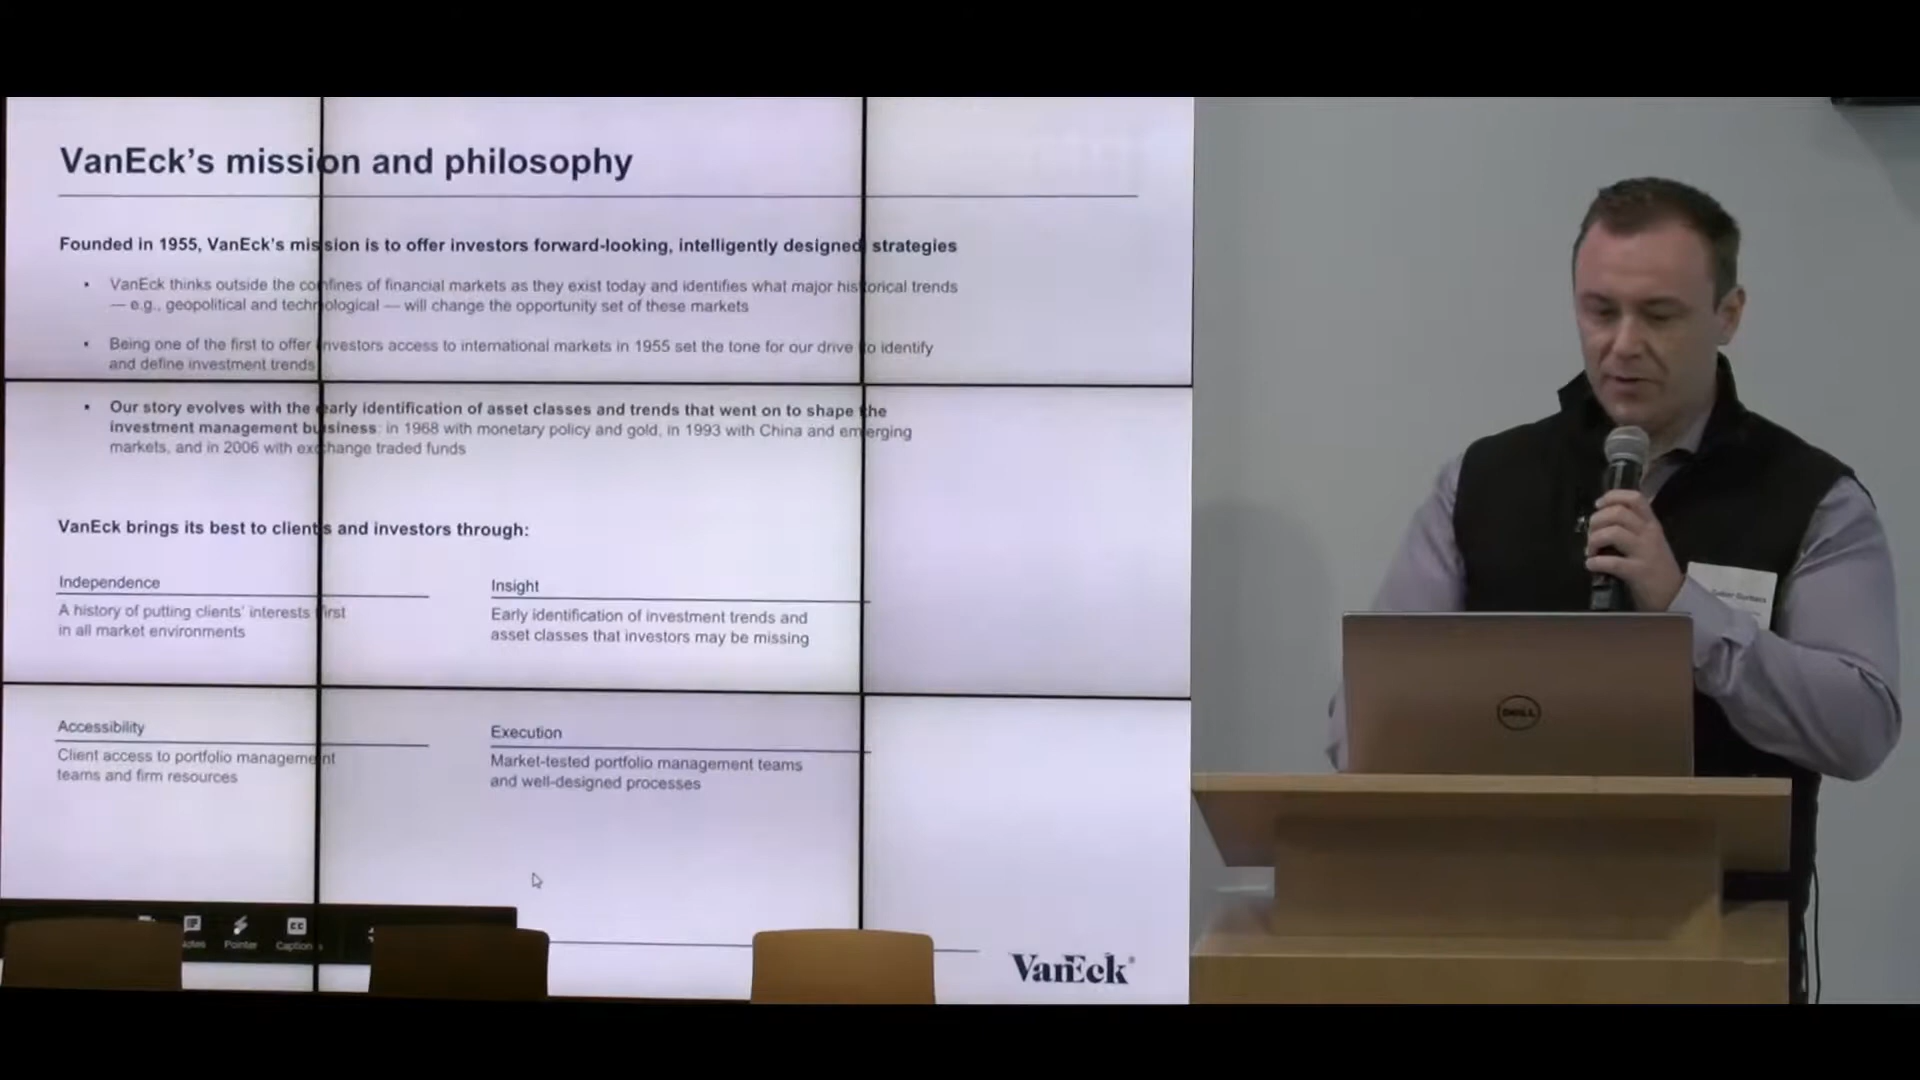 VanEck's mission and philosophy
Founded in 1955, VanEck's mission is to offer investors forward-looking, intelligently designed strategies
• VanEck thinks outside the confines of financial markets as they exist today and identifies what major historical trends
— e.g., geopolitical and technological — will change the opportunity set of these markets
• Being one of the first to offer investors access to international markets in 1955 set the tone for our drive to identify
and define investment trends
• Our story evolves with the early identification of asset classes and trends that went on to shape the
investment management business: in 1968 with monetary policy and gold, in 1993 with China and emerging
markets, and in 2006 with exchange traded funds
VanEck brings its best to clients and investors through:
Independence
A history of putting clients' interests first
in all market environments
Insight
Early identification of investment trends and
asset classes that investors may be missing
Accessibility
Client access to portfolio management
teams and firm resources
Execution
Market-tested portfolio management teams
and well-designed processes
Notes
Pointer
Captions
VanEck®
DELL